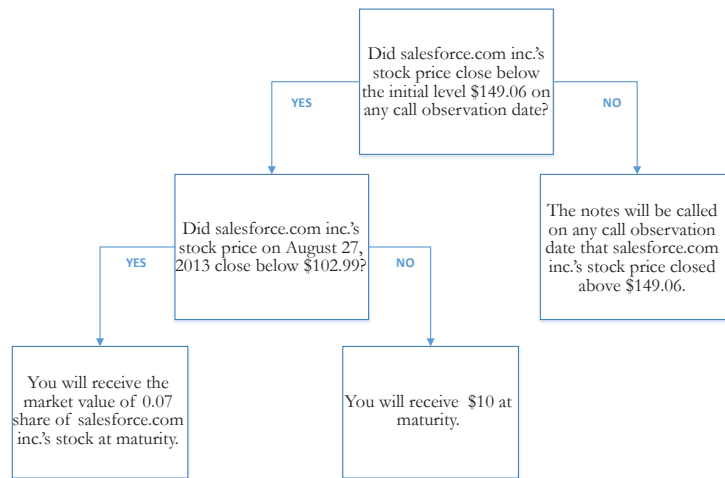 Did salesforce.com inc.'s
stock price close below
the initial level $149.06 on
any call observation date?
YES
NO
Did salesforce.com inc.'s
stock price on August 27,
2013 close below $102.99?
The notes will be called
on any call observation
date that salesforce.com
inc.'s stock price closed
above $149.06.
YES
NO
You will receive the
market value of 0.07
share of salesforce.com
inc.'s stock at maturity.
You will receive $10 at
maturity.